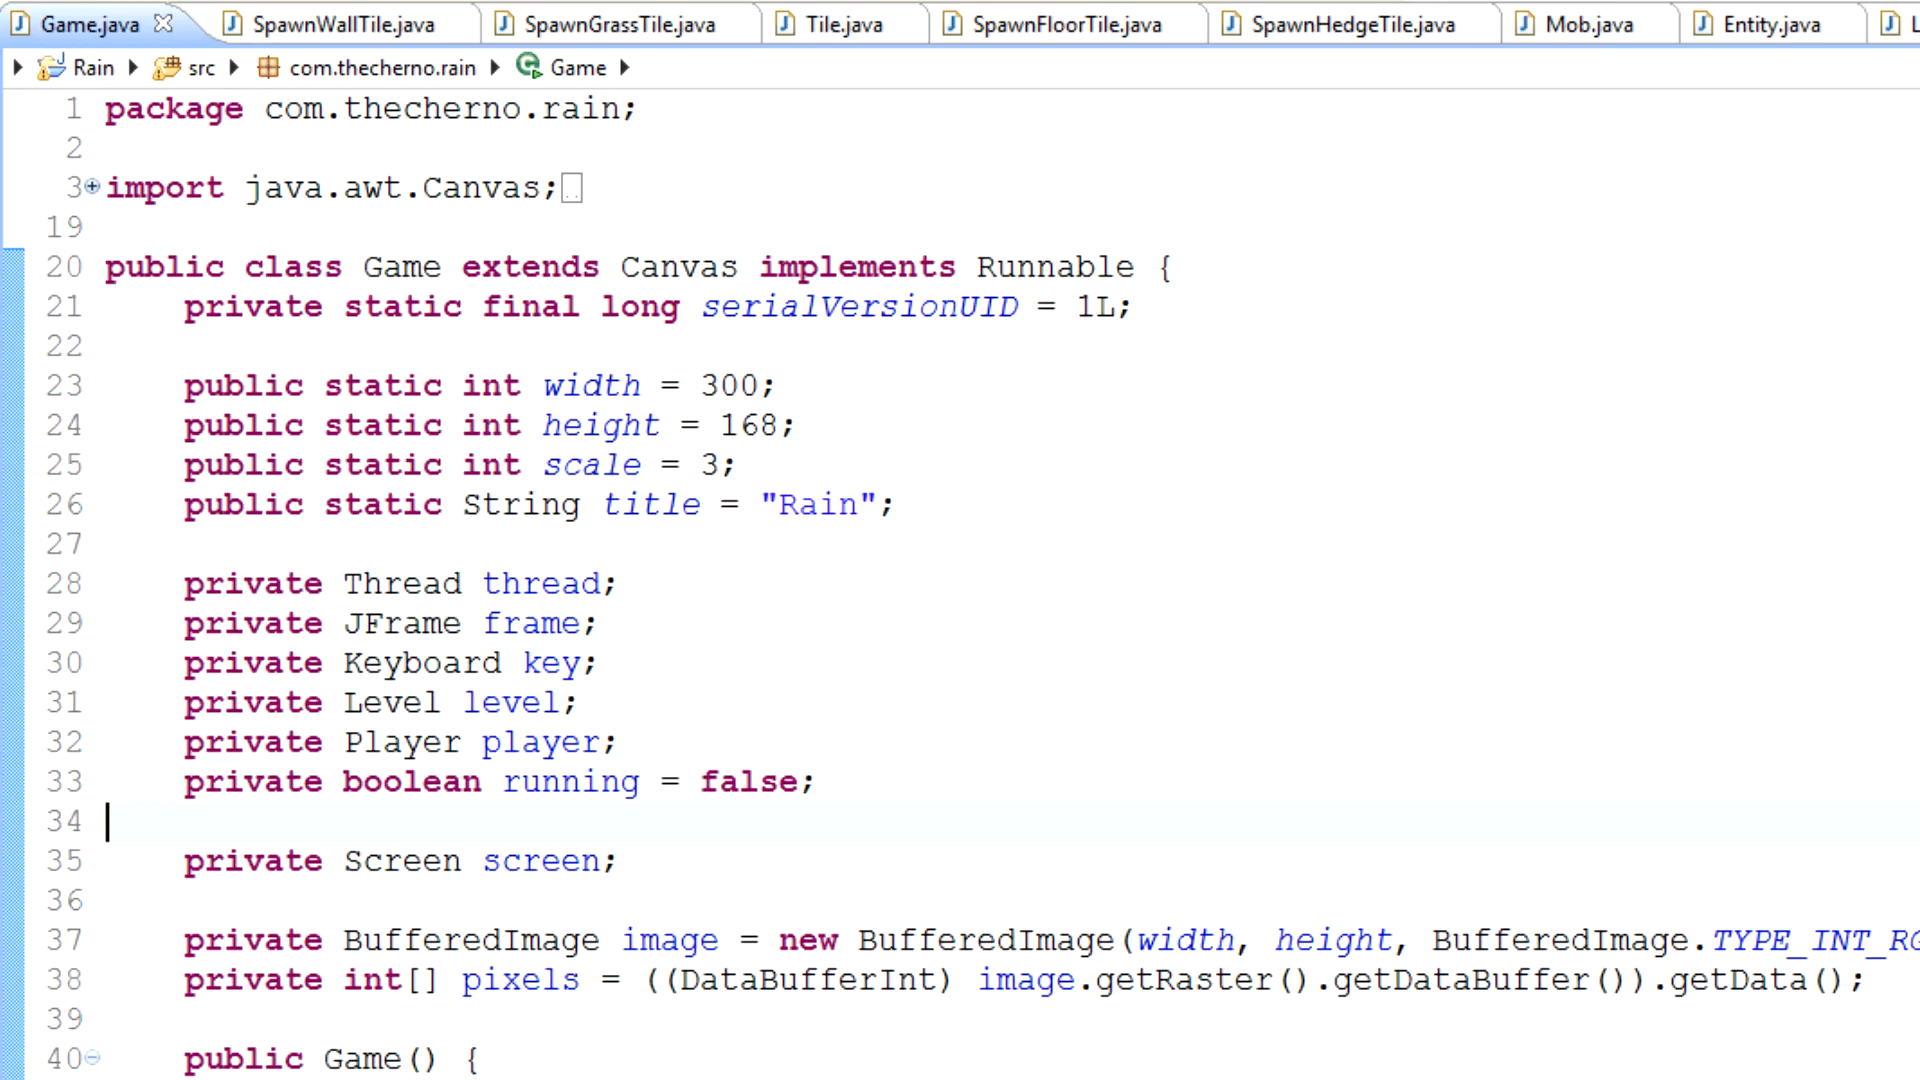 Game.java SpawnWallTile.java SpawnGrassTile.java Tile.java SpawnFloorTile.java SpawnHedgeTile.java Mob.java Entity.java
Rain src com.thecherno.rain Game
1 package com.thecherno.rain;
2
3 import java.awt.Canvas;
19
20 public class Game extends Canvas implements Runnable {
21 private static final long serialVersionUID = 1L;
22
23 public static int width = 300;
24 public static int height = 168;
25 public static int scale = 3;
26 public static String title = "Rain";
27
28 private Thread thread;
29 private JFrame frame;
30 private Keyboard key;
31 private Level level;
32 private Player player;
33 private boolean running = false;
34
35 private Screen screen;
36
37 private BufferedImage image = new BufferedImage(width, height, BufferedImage.TYPE_INT_RG
38 private int[] pixels = ((DataBufferInt) image.getRaster().getDataBuffer()).getData();
39
40 public Game() {